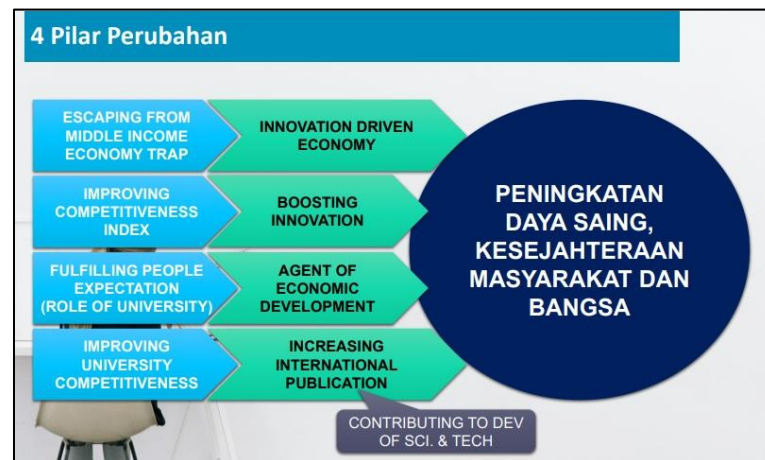 4 Pilar Perubahan
ESCAPING FROM
MIDDLE INCOME
ECONOMY TRAP
INNOVATION DRIVEN
ECONOMY
IMPROVING
COMPETITIVENESS
INDEX
BOOSTING
INNOVATION
FULFILLING PEOPLE
EXPECTATION
(ROLE OF UNIVERSITY)
AGENT OF
ECONOMIC
DEVELOPMENT
IMPROVING
UNIVERSITY
COMPETITIVENESS
INCREASING
INTERNATIONAL
PUBLICATION
PENINGKATAN
DAYA SAING,
KESEJAHTERAAN
MASYARAKAT DAN
BANGSA
CONTRIBUTING TO DEV
OF SCI. & TECH